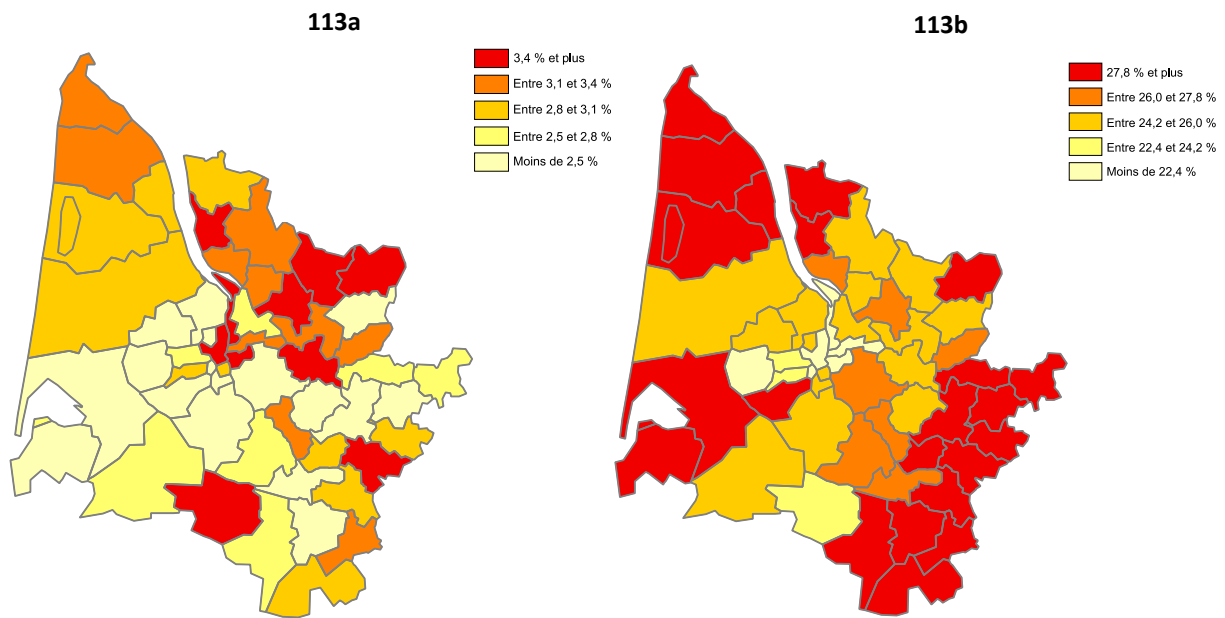 113a
3,4 % et plus
Entre 3,1 et 3,4 %
Entre 2,8 et 3,1 %
Entre 2,5 et 2,8 %
Moins de 2,5 %
113b
27,8 % et plus
Entre 26,0 et 27,8 %
Entre 24,2 et 26,0 %
Entre 22,4 et 24,2 %
Moins de 22,4 %